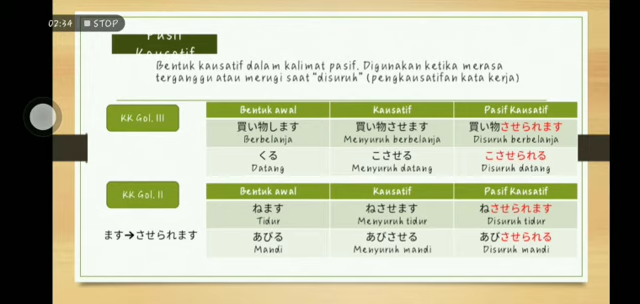 02:34 STOP
Pasif
Kausatif
Bentuk kausatif dalam kalimat pasif. Digunakan ketika merasa
terganggu atau merugi saat "disuruh" (pengkausatifan kata kerja)
KK Gol. III
Bentuk awal Kausatif Pasif Kausatif
買い物します 買い物させます 買い物させられます
Berbelanja Menyuruh berbelanja Disuruh berbelanja
くる こさせる こさせられる
Datang Menyuruh datang Disuruh datang
KK Gol. II
Bentuk awal Kausatif Pasif Kausatif
ねます ねさせます ねさせられます
Tidur Menyuruh tidur Disuruh tidur
ます→させられます
あびる あびさせる あびさせられる
Mandi Menyuruh mandi Disuruh mandi